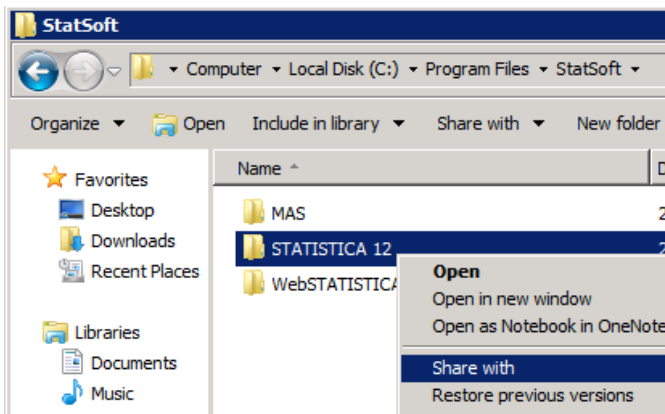 StatSoft
Computer Local Disk (C:) Program Files StatSoft
Organize Open Include in library Share with New folder
Favorites
Desktop
Downloads
Recent Places
Libraries
Documents
Music
Name
MAS
STATISTICA 12
WebSTATISTICA
Open
Open in new window
Open as Notebook in OneNote
Share with
Restore previous versions